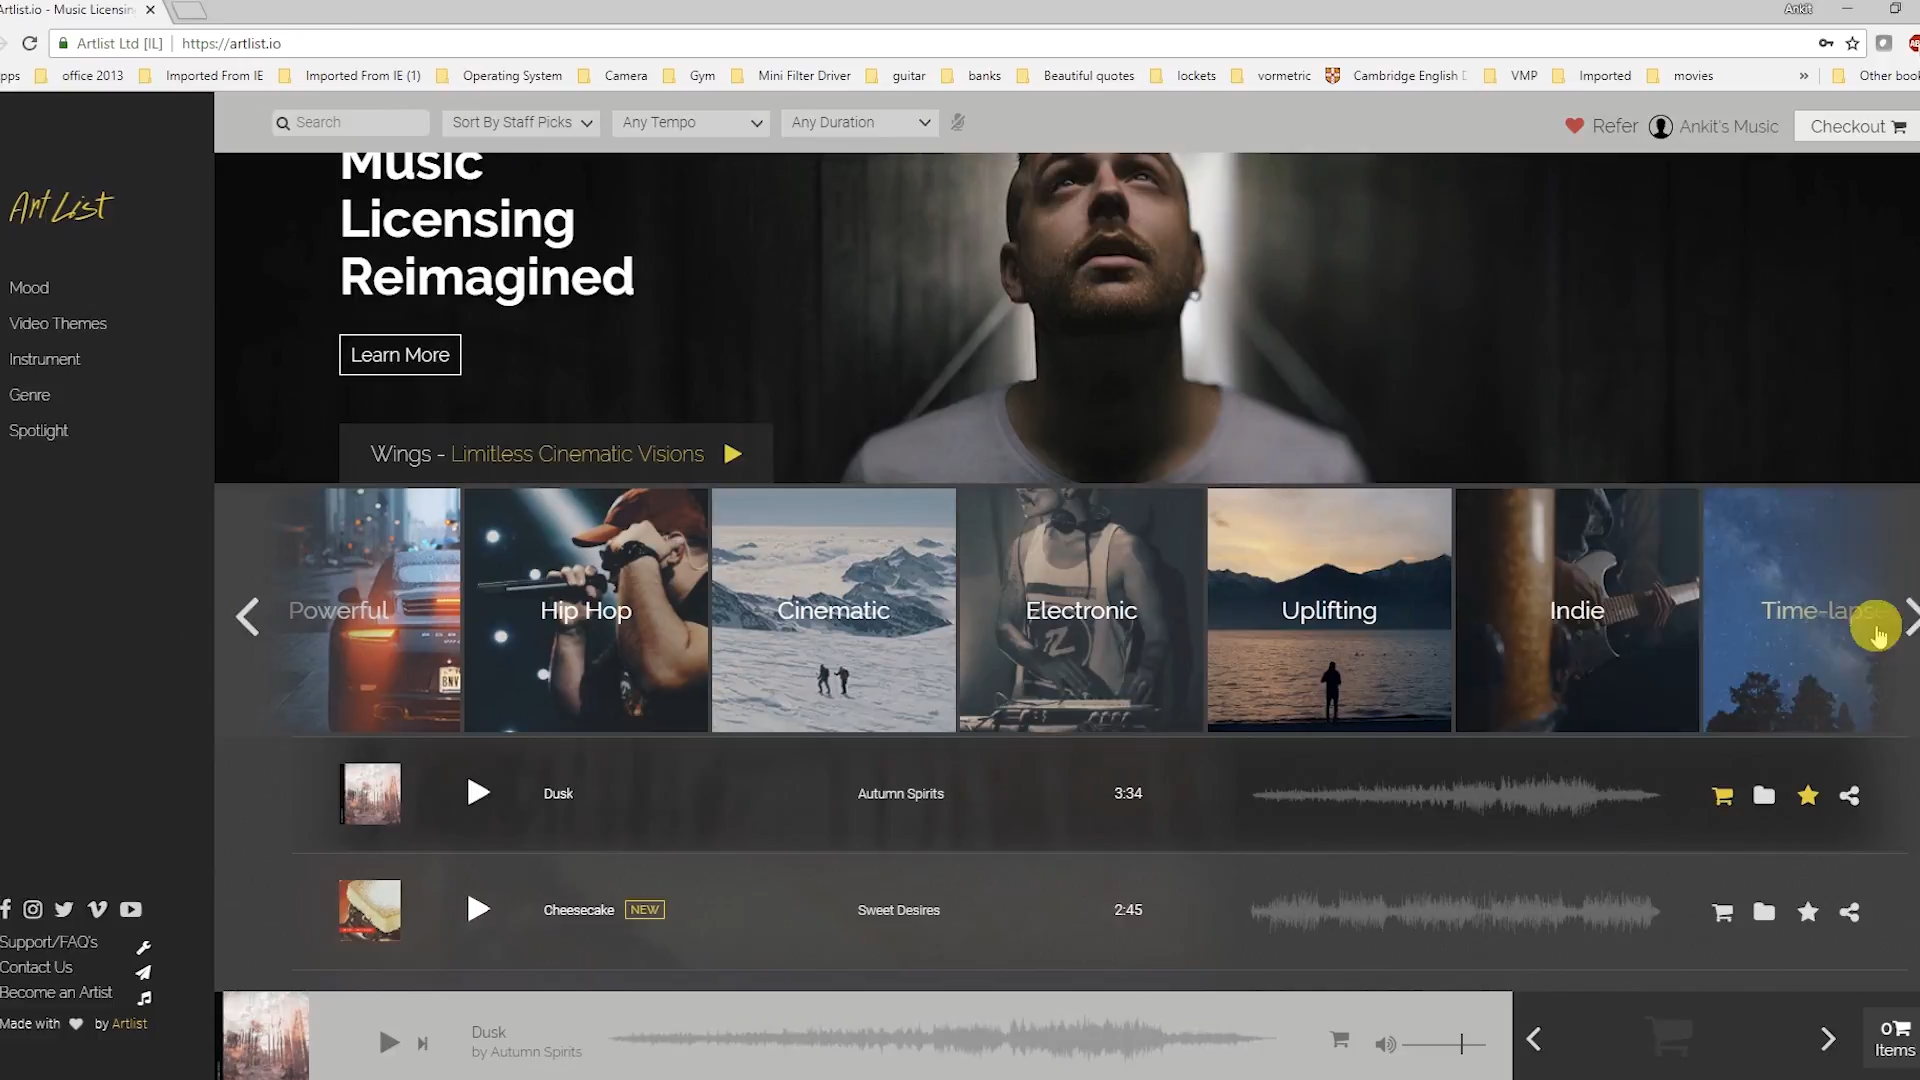 Artlist.io - Music Licensin
Ankit
Artlist Ltd [IL]
https://artlist.io
pps
office 2013
Imported From IE
Imported From IE (1)
Operating System
Camera
Gym
Mini Filter Driver
guitar
banks
Beautiful quotes
lockets
vormetric
Cambridge English D
VMP
Imported
movies
»
Other book
Search
Sort By Staff Picks
Any Tempo
Any Duration
Refer
Ankit's Music
Checkout
Art List
Mood
Video Themes
Instrument
Genre
Spotlight
Music
Licensing
Reimagined
Learn More
Wings - Limitless Cinematic Visions
Powerful
Hip Hop
Cinematic
Electronic
Uplifting
Indie
Time-laps
Dusk
Autumn Spirits
3:34
Cheesecake
NEW
Sweet Desires
2:45
Support/FAQ's
Contact Us
Become an Artist
Made with by Artlist
Dusk
by Autumn Spirits
0
Items